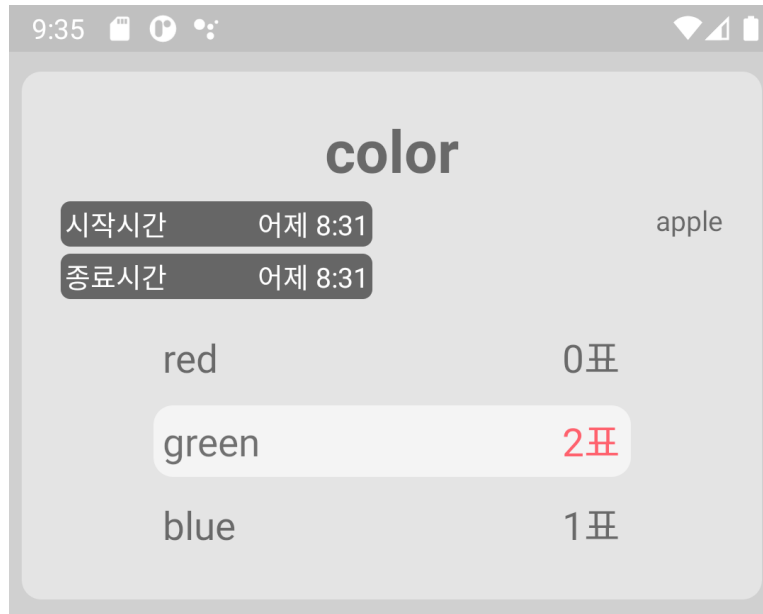 9:35
color
시작시간 어제 8:31
apple
종료시간 어제 8:31
red 0표
green 2표
blue 1표